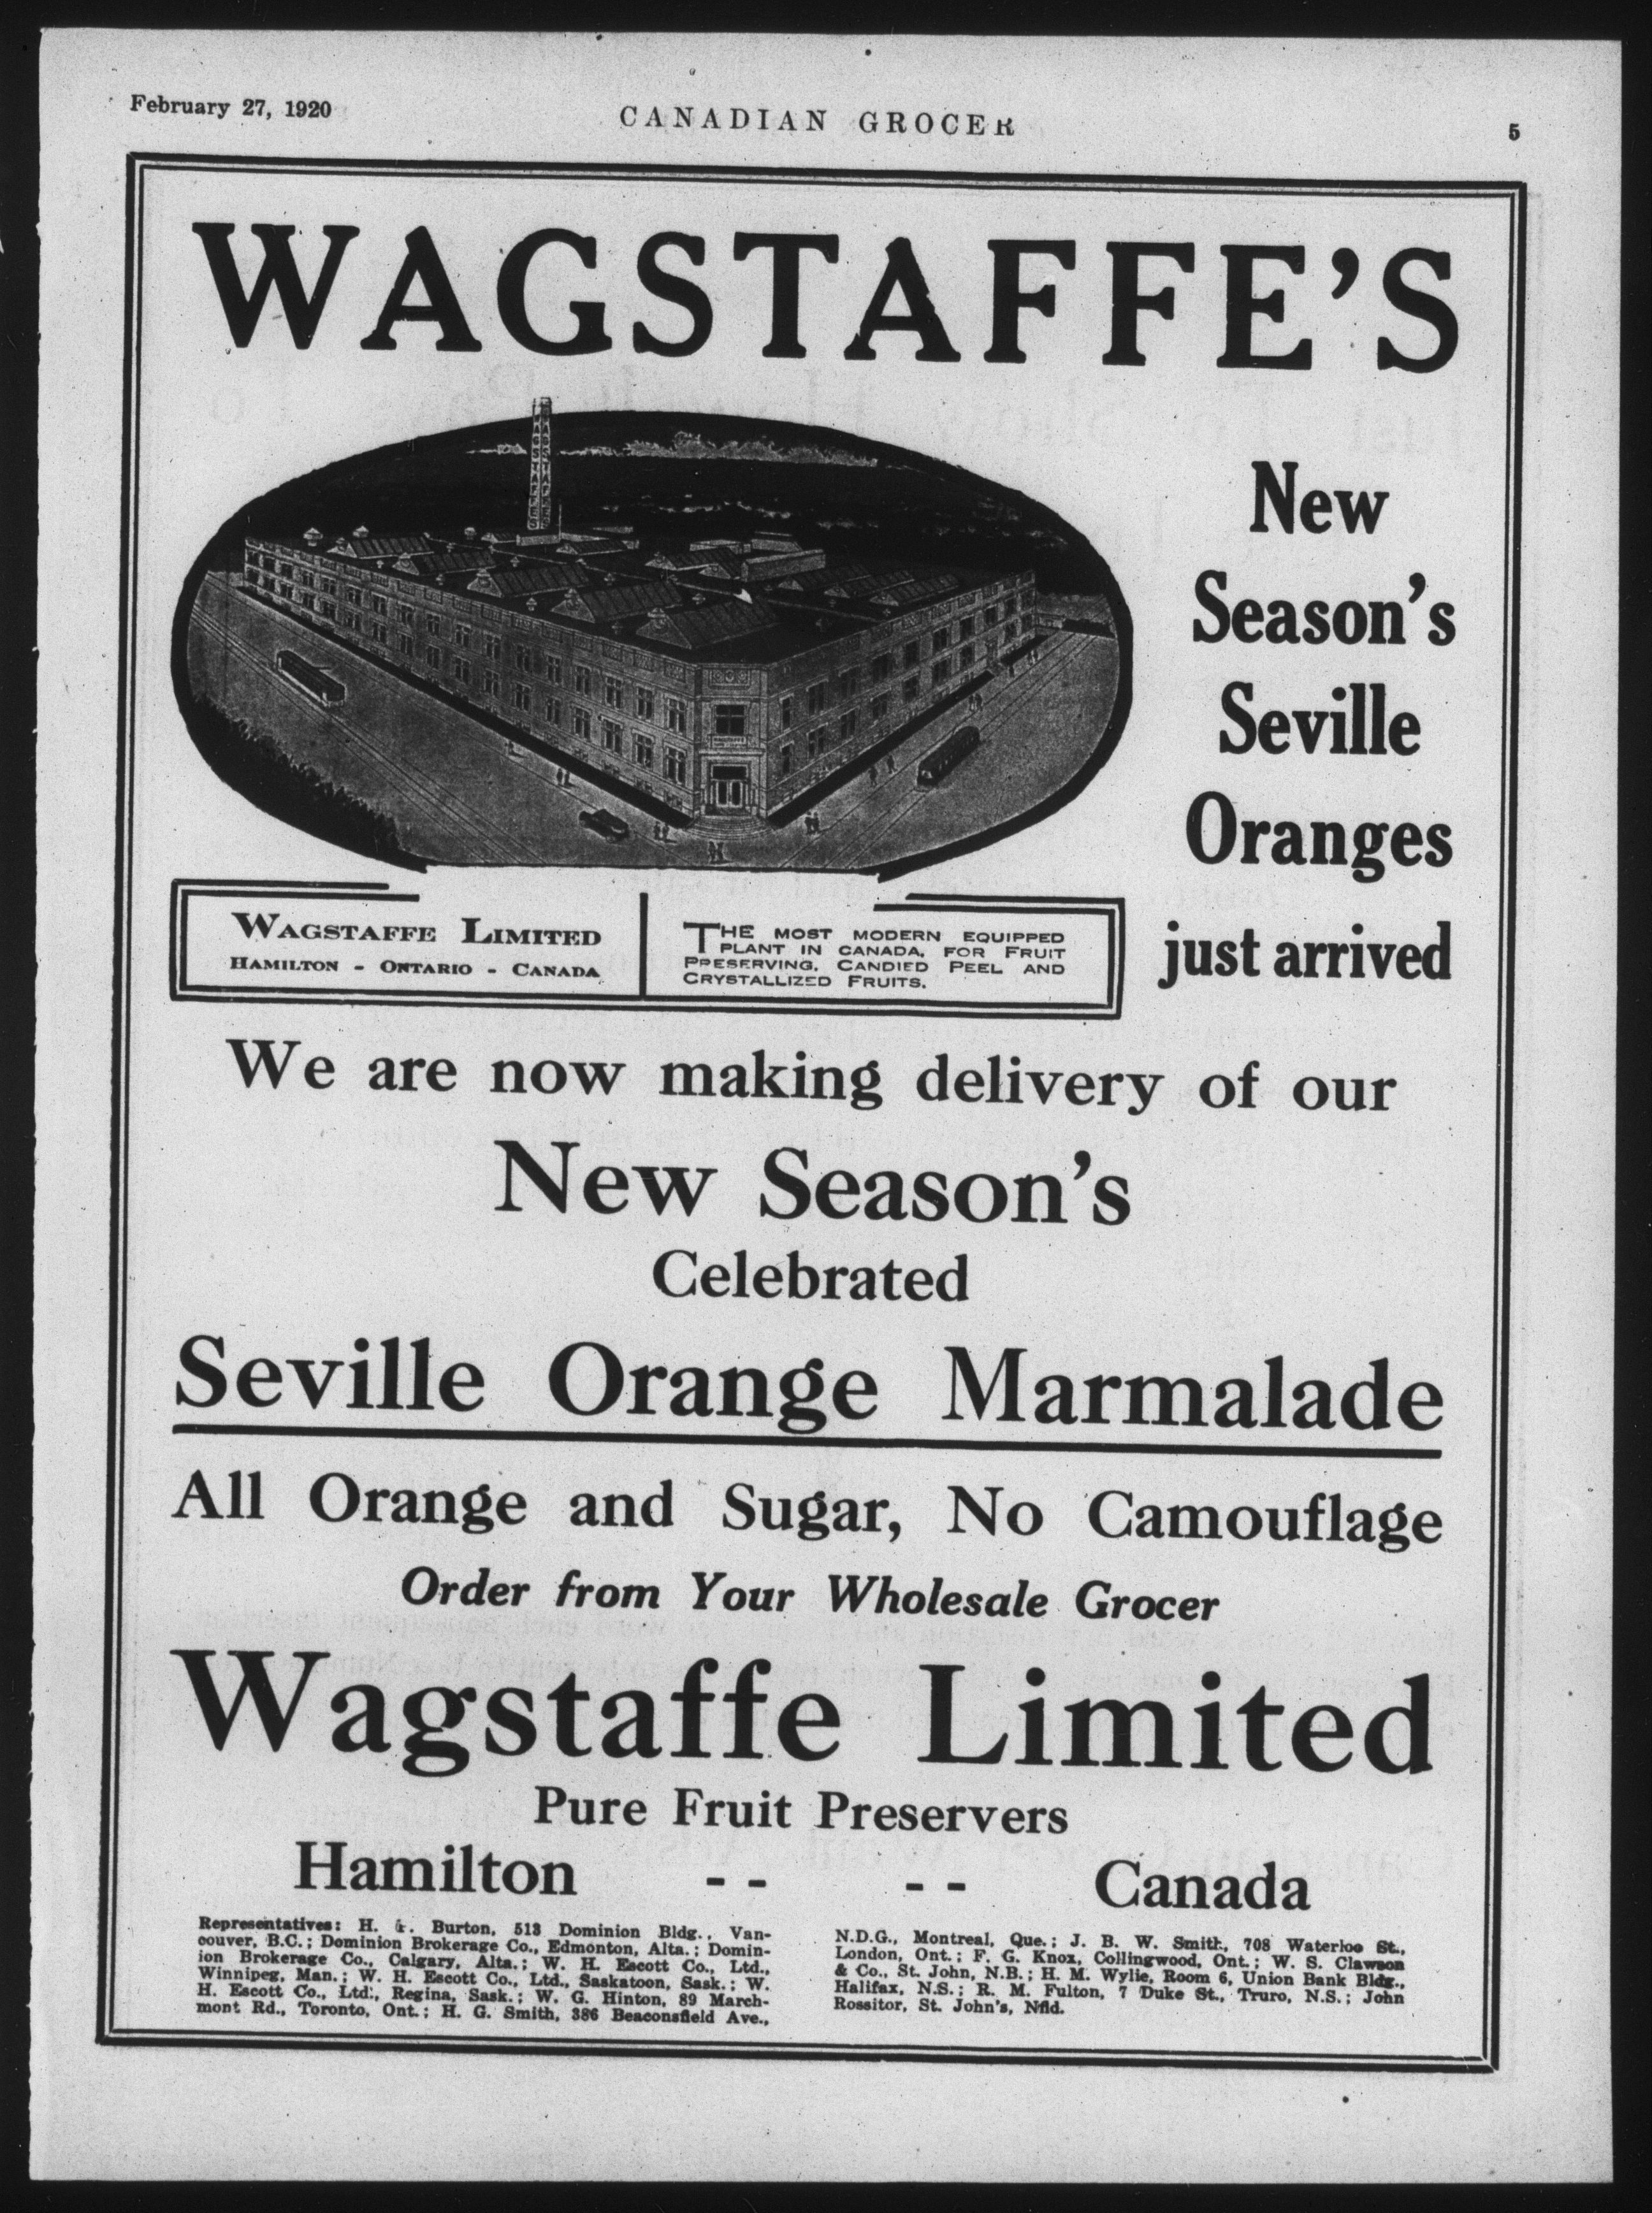 February 27, 1920
CANADIAN GROCER
5
WAGSTAFFE'S
WAGSTAFFES
WAGSTAFFES
New
Season's
Seville
Oranges
just arrived
WAGSTAFFE LIMITED
HAMILTON - ONTARIO - CANADA
THE MOST MODERN EQUIPPED
PLANT IN CANADA, FOR FRUIT
PRESERVING, CANDIED PEEL AND
CRYSTALLIZED FRUITS.
We are now making delivery of our
New Season's
Celebrated
Seville Orange Marmalade
All Orange and Sugar, No Camouflage
Order from Your Wholesale Grocer
Wagstaffe Limited
Pure Fruit Preservers
Hamilton -- -- Canada
Representatives: H. Burton, 513 Dominion Bldg., Van-
couver, B.C.; Dominion Brokerage Co., Edmonton, Alta.; Domin-
ion Brokerage Co., Calgary, Alta.; W. H. Escott Co., Ltd.,
Winnipeg, Man.; W. H. Escott Co., Ltd., Saskatoon, Sask.; W.
H. Escott Co., Ltd., Regina, Sask.; W. G. Hinton, 89 March-
mont Rd., Toronto, Ont.; H. G. Smith, 386 Beaconsfield Ave.,
N.D.G., Montreal, Que.; J. B. W. Smith, 708 Waterloo St.,
London, Ont.; F. G. Knox, Collingwood, Ont.; W. S. Clawson
& Co., St. John, N.B.; H. M. Wylie, Room 6, Union Bank Bldg.,
Halifax, N.S.; R. M. Fulton, 7 Duke St., Truro, N.S.; John
Rossitor, St. John's, Nfld.